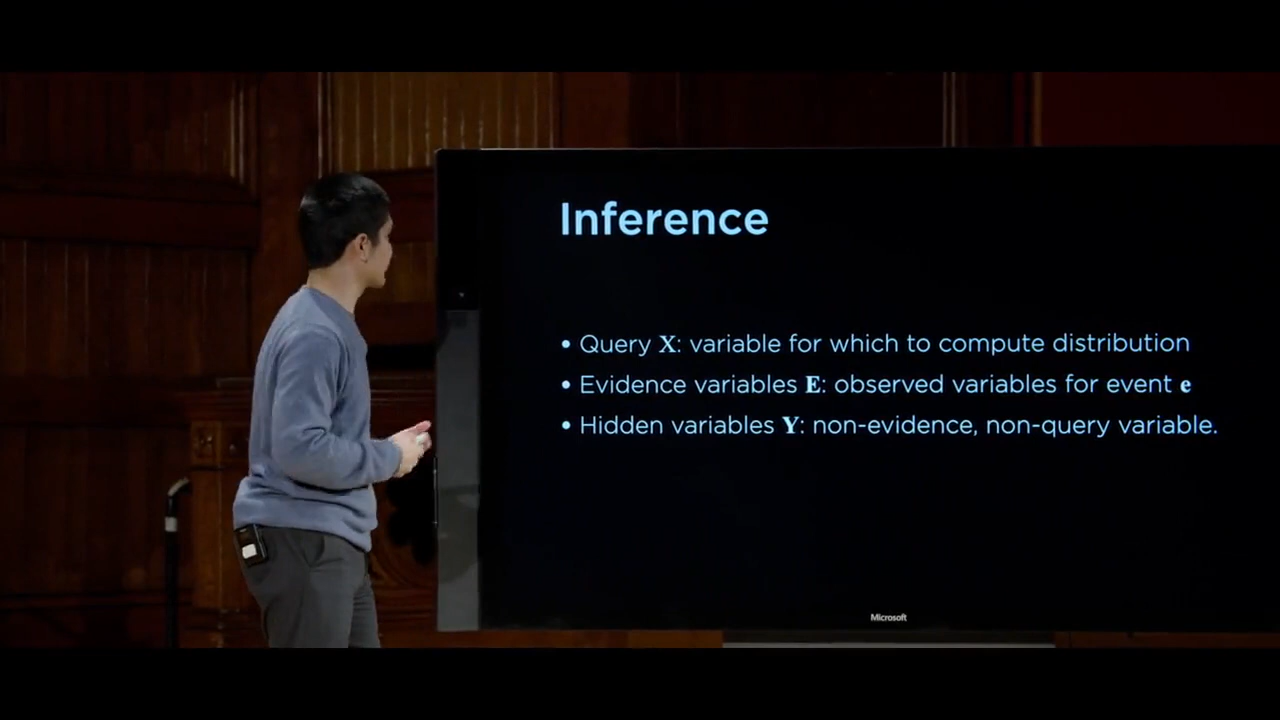 Inference
• Query X: variable for which to compute distribution
• Evidence variables E: observed variables for event e
• Hidden variables Y: non-evidence, non-query variable.
Microsoft